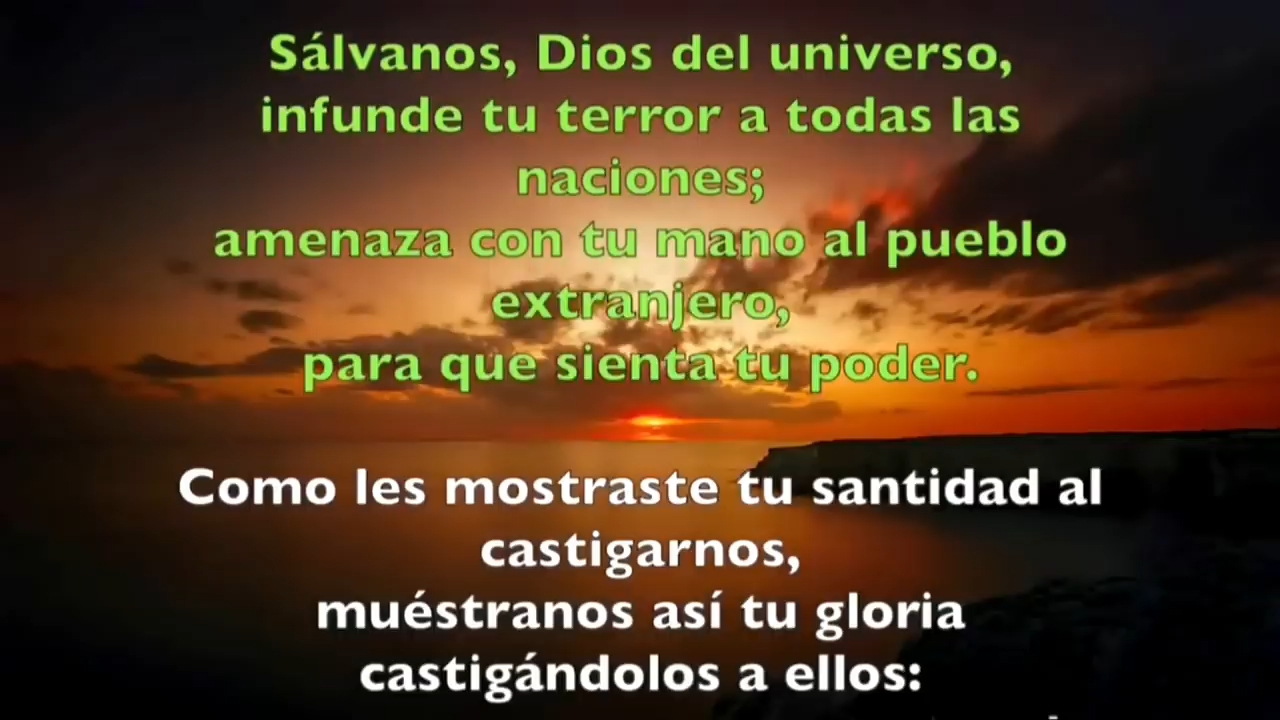 Sálvanos, Dios del universo,
infunde tu terror a todas las
naciones;
amenaza con tu mano al pueblo
extranjero,
para que sienta tu poder.
Como les mostraste tu santidad al
castigarnos,
muéstranos así tu gloria
castigándolos a ellos: